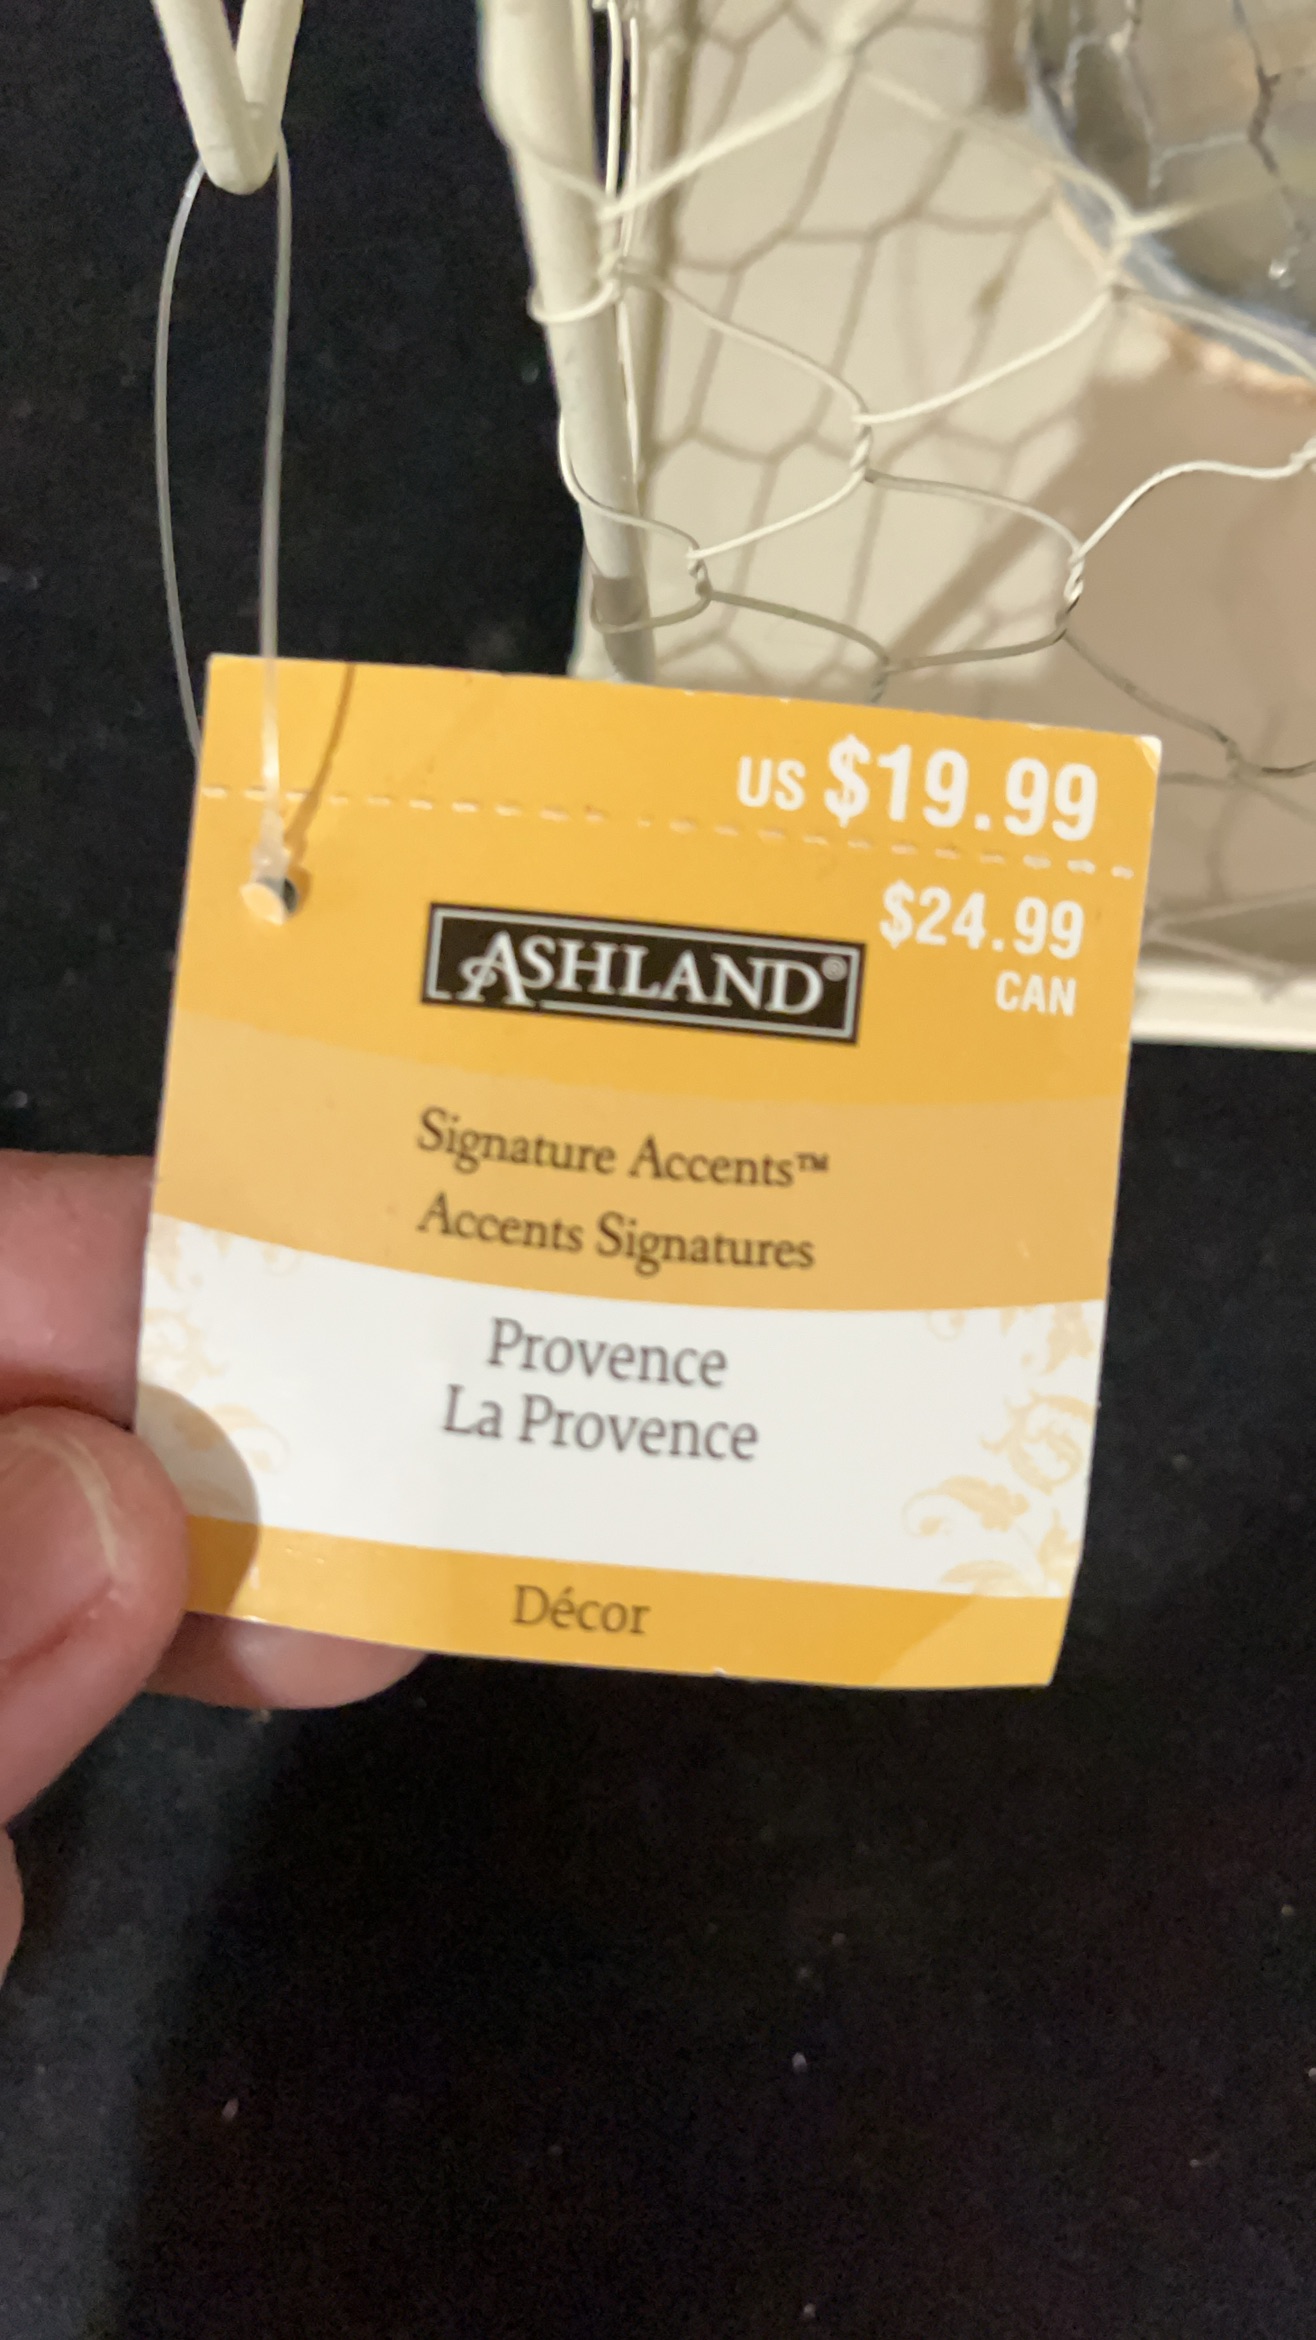 US $19.99
$24.99
CAN
ASHLAND®
Signature Accents™
Accents Signatures
Provence
La Provence
Décor